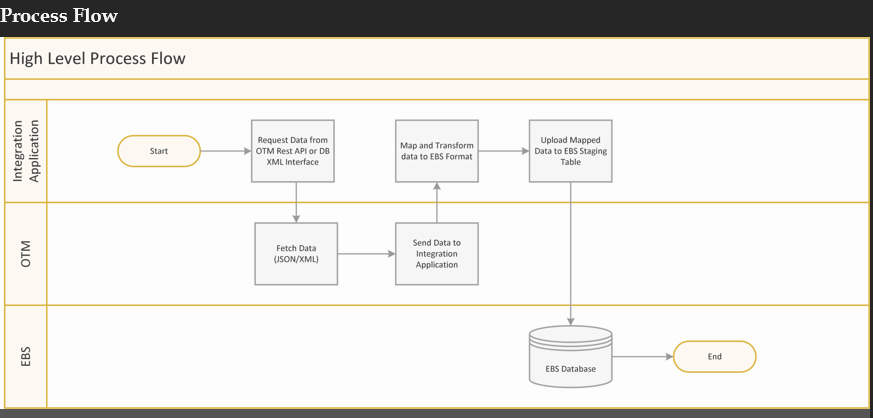 Process Flow
High Level Process Flow
Integration
Application
Start
Request Data from
OTM Rest API or DB
XML Interface
Map and Transform
data to EBS Format
Upload Mapped
Data to EBS Staging
Table
OTM
Fetch Data
(JSON/XML)
Send Data to
Integration
Application
EBS
EBS Database
End